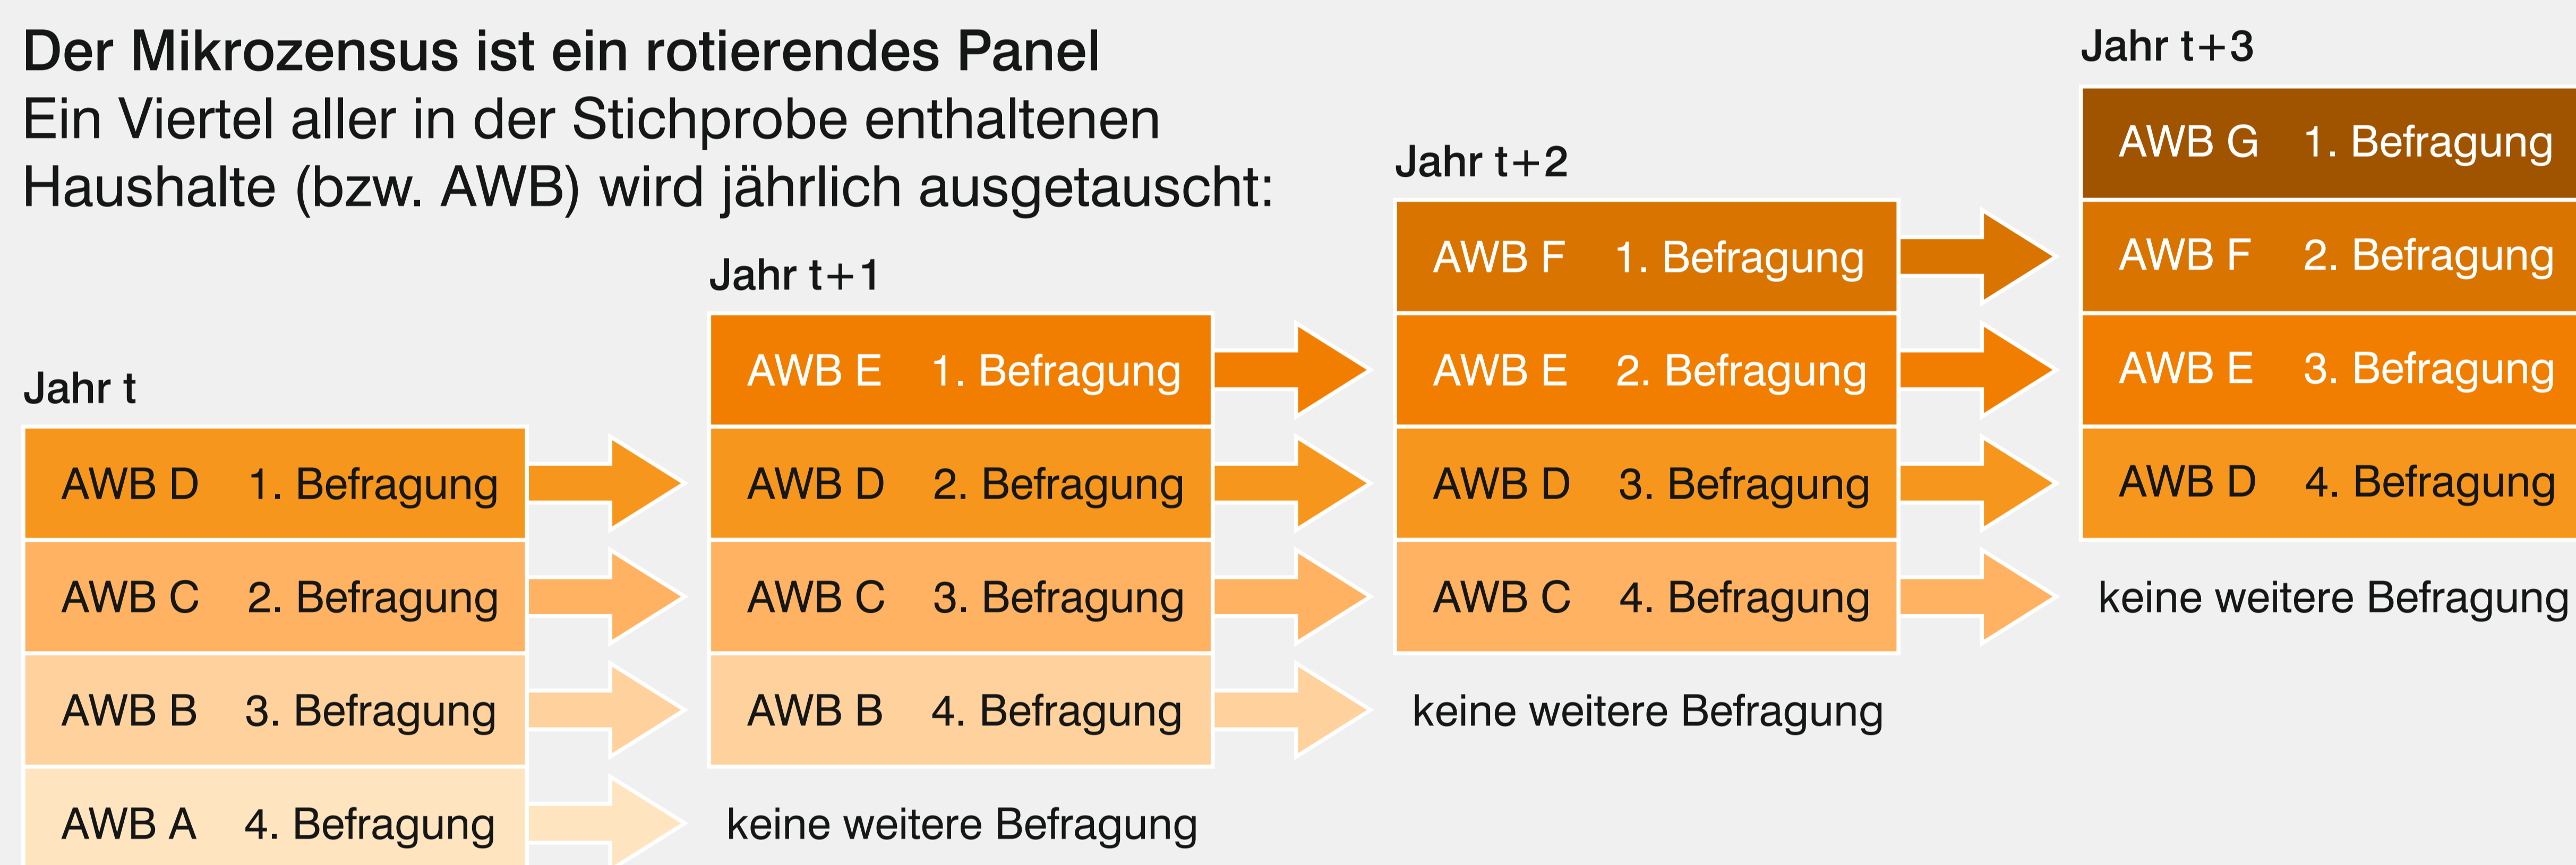 Der Mikrozensus ist ein rotierendes Panel
Ein Viertel aller in der Stichprobe enthaltenen
Haushalte (bzw. AWB) wird jährlich ausgetauscht:
Jahr t
AWB D 1. Befragung
AWB C 2. Befragung
AWB B 3. Befragung
AWB A 4. Befragung
Jahr t+1
AWB E 1. Befragung
AWB D 2. Befragung
AWB C 3. Befragung
AWB B 4. Befragung
keine weitere Befragung
Jahr t+2
AWB F 1. Befragung
AWB E 2. Befragung
AWB D 3. Befragung
AWB C 4. Befragung
keine weitere Befragung
Jahr t+3
AWB G 1. Befragung
AWB F 2. Befragung
AWB E 3. Befragung
AWB D 4. Befragung
keine weitere Befragung